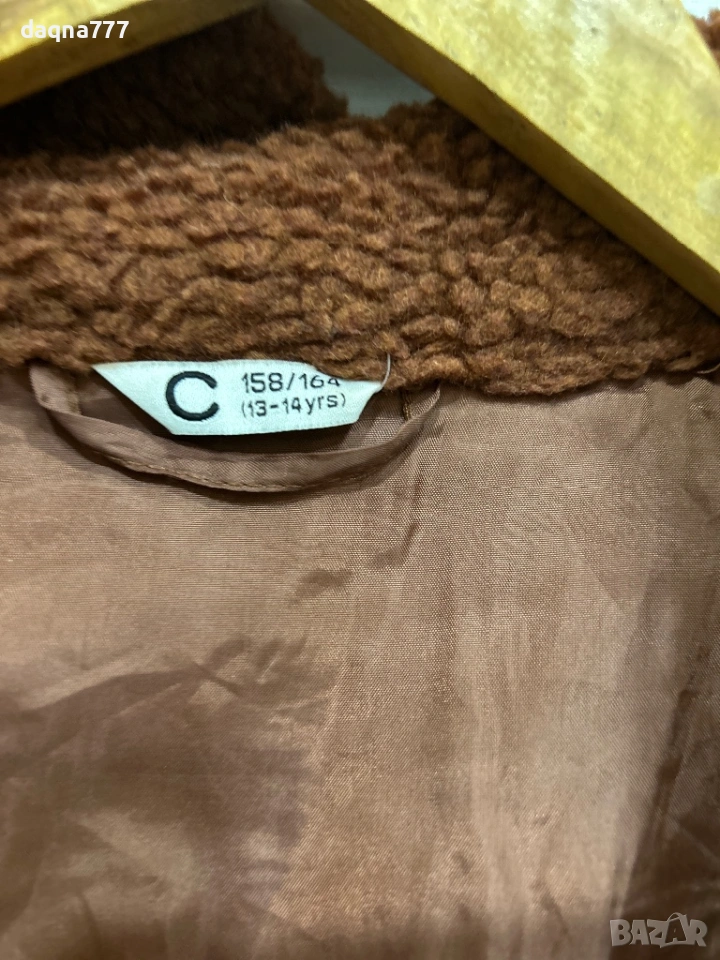 daqna777
C 158/164
(13-14yrs)
BAZAR